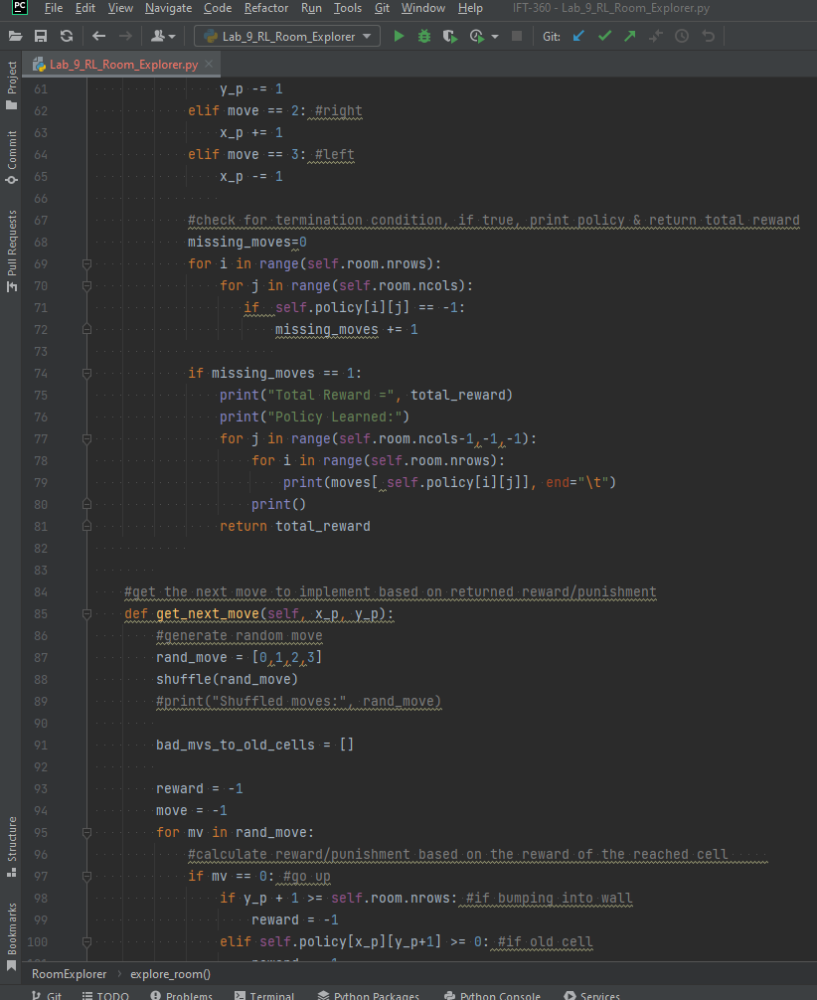 PC File Edit View Navigate Code Refactor Run Tools Git Window Help IFT-360 - Lab_9_RL_Room_Explorer.py
Lab_9_RL_Room_Explorer Git:
Lab_9_RL_Room_Explorer.py
Project
Commit
Pull Requests
Structure
Bookmarks
61 y_p -= 1
62 elif move == 2: #right
63 x_p += 1
64 elif move == 3: #left
65 x_p -= 1
66
67 #check for termination condition, if true, print policy & return total reward
68 missing_moves=0
69 for i in range(self.room.nrows):
70 for j in range(self.room.ncols):
71 if  self.policy[i][j] == -1:
72 missing_moves += 1
73
74 if missing_moves == 1:
75 print("Total Reward =", total_reward)
76 print("Policy Learned:")
77 for j in range(self.room.ncols-1,-1,-1):
78 for i in range(self.room.nrows):
79 print(moves[ self.policy[i][j]], end="\t")
80 print()
81 return total_reward
82
83
84 #get the next move to implement based on returned reward/punishment
85 def get_next_move(self, x_p, y_p):
86 #generate random move
87 rand_move = [0,1,2,3]
88 shuffle(rand_move)
89 #print("Shuffled moves:", rand_move)
90
91 bad_mvs_to_old_cells = []
92
93 reward = -1
94 move = -1
95 for mv in rand_move:
96 #calculate reward/punishment based on the reward of the reached cell
97 if mv == 0: #go up
98 if y_p + 1 >= self.room.nrows: #if bumping into wall
99 reward = -1
100 elif self.policy[x_p][y_p+1] >= 0: #if old cell
RoomExplorer › explore_room()
Git TODO Problems Terminal Python Packages Python Console Services